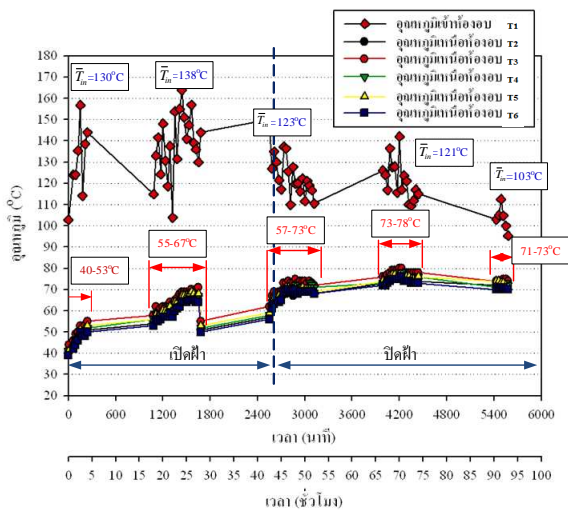 อุณหภูมิเข้าห้องอบ T1
อุณหภูมิเหนือห้องอบ T2
อุณหภูมิเหนือห้องอบ T3
อุณหภูมิเหนือห้องอบ T4
อุณหภูมิเหนือห้องอบ T5
อุณหภูมิเหนือห้องอบ T6
T̅in =130°C
T̅in =138°C
T̅in =123°C
T̅in =121°C
T̅in =103°C
40-53°C
55-67°C
57-73°C
73-78°C
71-73°C
เปิดฝ้า
ปิดฝ้า
อุณหภูมิ (°C)
180
170
160
150
140
130
120
110
100
90
80
70
60
50
40
30
20
0 600 1200 1800 2400 3000 3600 4200 4800 5400 6000
เวลา (นาที)
0 5 10 15 20 25 30 35 40 45 50 55 60 65 70 75 80 85 90 95 100
เวลา (ชั่วโมง)